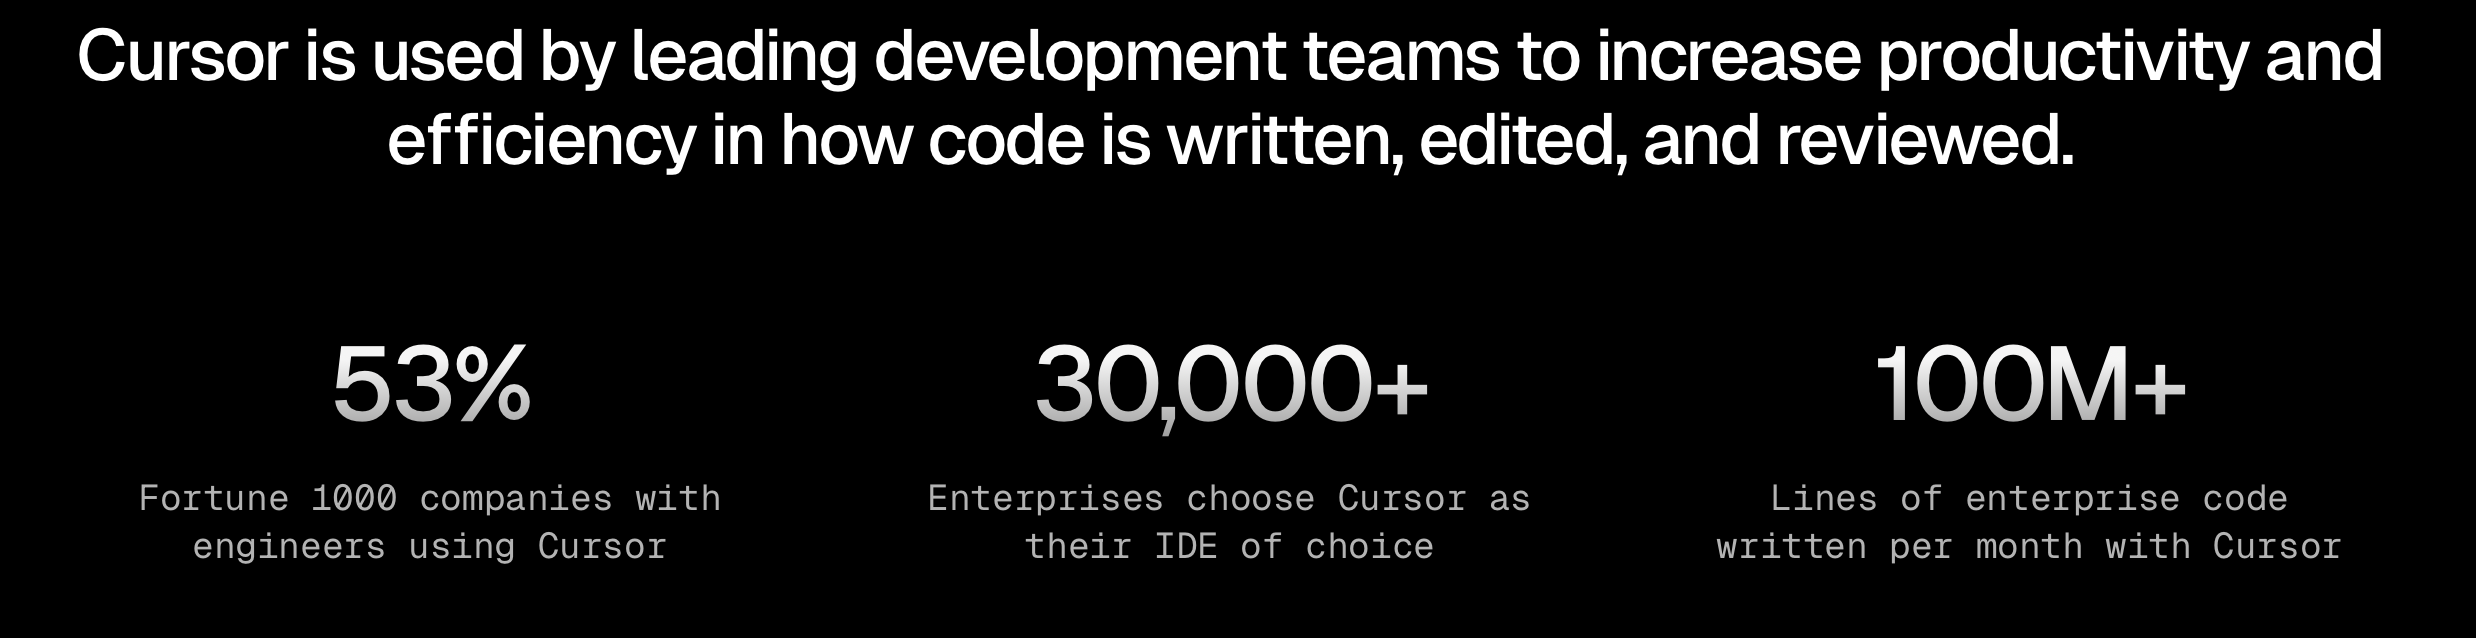 Cursor is used by leading development teams to increase productivity and
efficiency in how code is written, edited, and reviewed.
53%
Fortune 1000 companies with
engineers using Cursor
30,000+
Enterprises choose Cursor as
their IDE of choice
100M+
Lines of enterprise code
written per month with Cursor